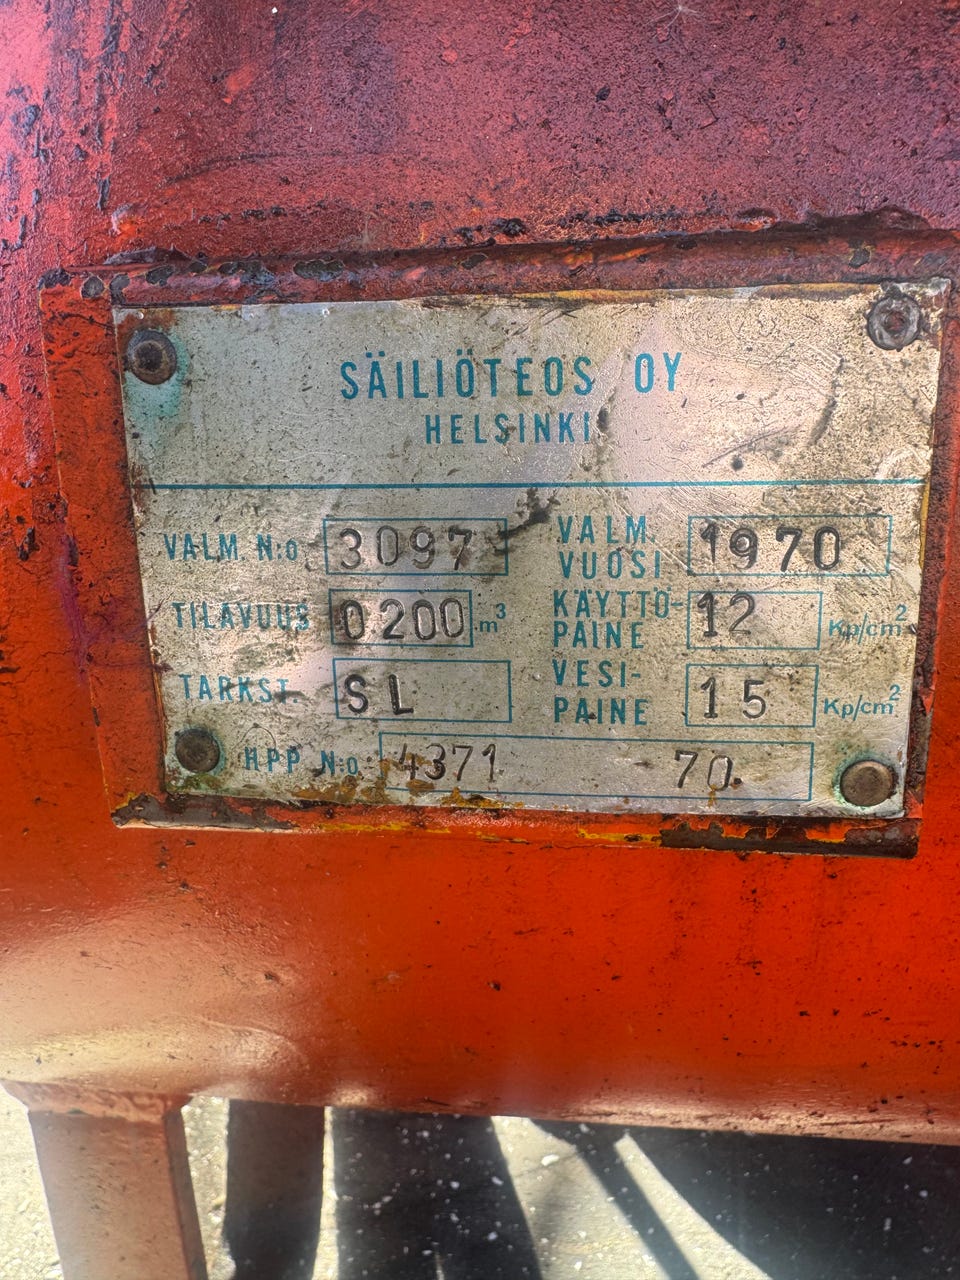 SÄILIÖTEOS OY
HELSINKI
VALM. N:o 3097
VALM. VUOSI 1970
TILAVUUS 0200 m³
KÄYTTÖ-PAINE 12 Kp/cm²
TARKST. SL
VESI-PAINE 15 Kp/cm²
HPP N:o: 4371 70